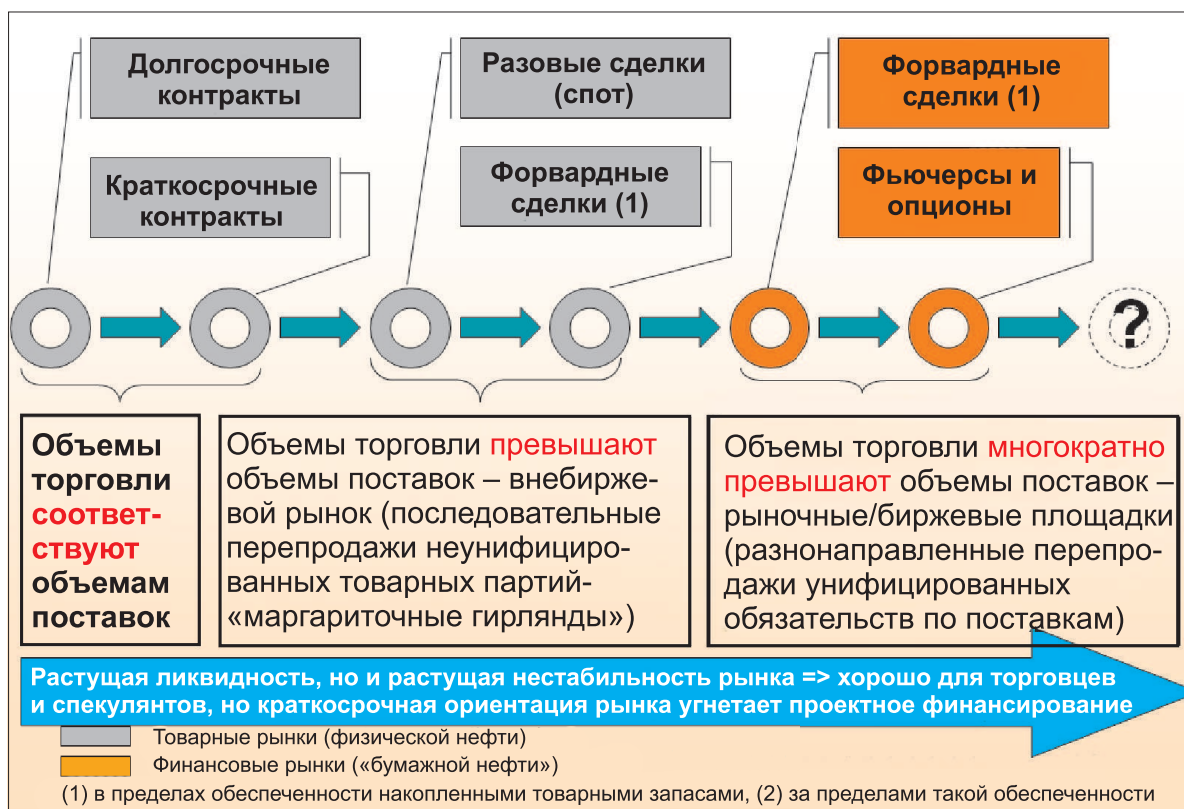 Долгосрочные
контракты
Разовые сделки
(спот)
Форвардные
сделки (1)
Краткосрочные
контракты
Форвардные
сделки (1)
Фьючерсы и
опционы
?
Объемы
торговли
соответ-
ствуют
объемам
поставок
Объемы торговли превышают
объемы поставок – внебирже-
вой рынок (последовательные
перепродажи неунифициро-
ванных товарных партий-
«маргариточные гирлянды»)
Объемы торговли многократно
превышают объемы поставок –
рыночные/биржевые площадки
(разнонаправленные перепро-
дажи унифицированных
обязательств по поставкам)
Растущая ликвидность, но и растущая нестабильность рынка => хорошо для торговцев
и спекулянтов, но краткосрочная ориентация рынка угнетает проектное финансирование
Товарные рынки (физической нефти)
Финансовые рынки («бумажной нефти»)
(1) в пределах обеспеченности накопленными товарными запасами, (2) за пределами такой обеспеченности